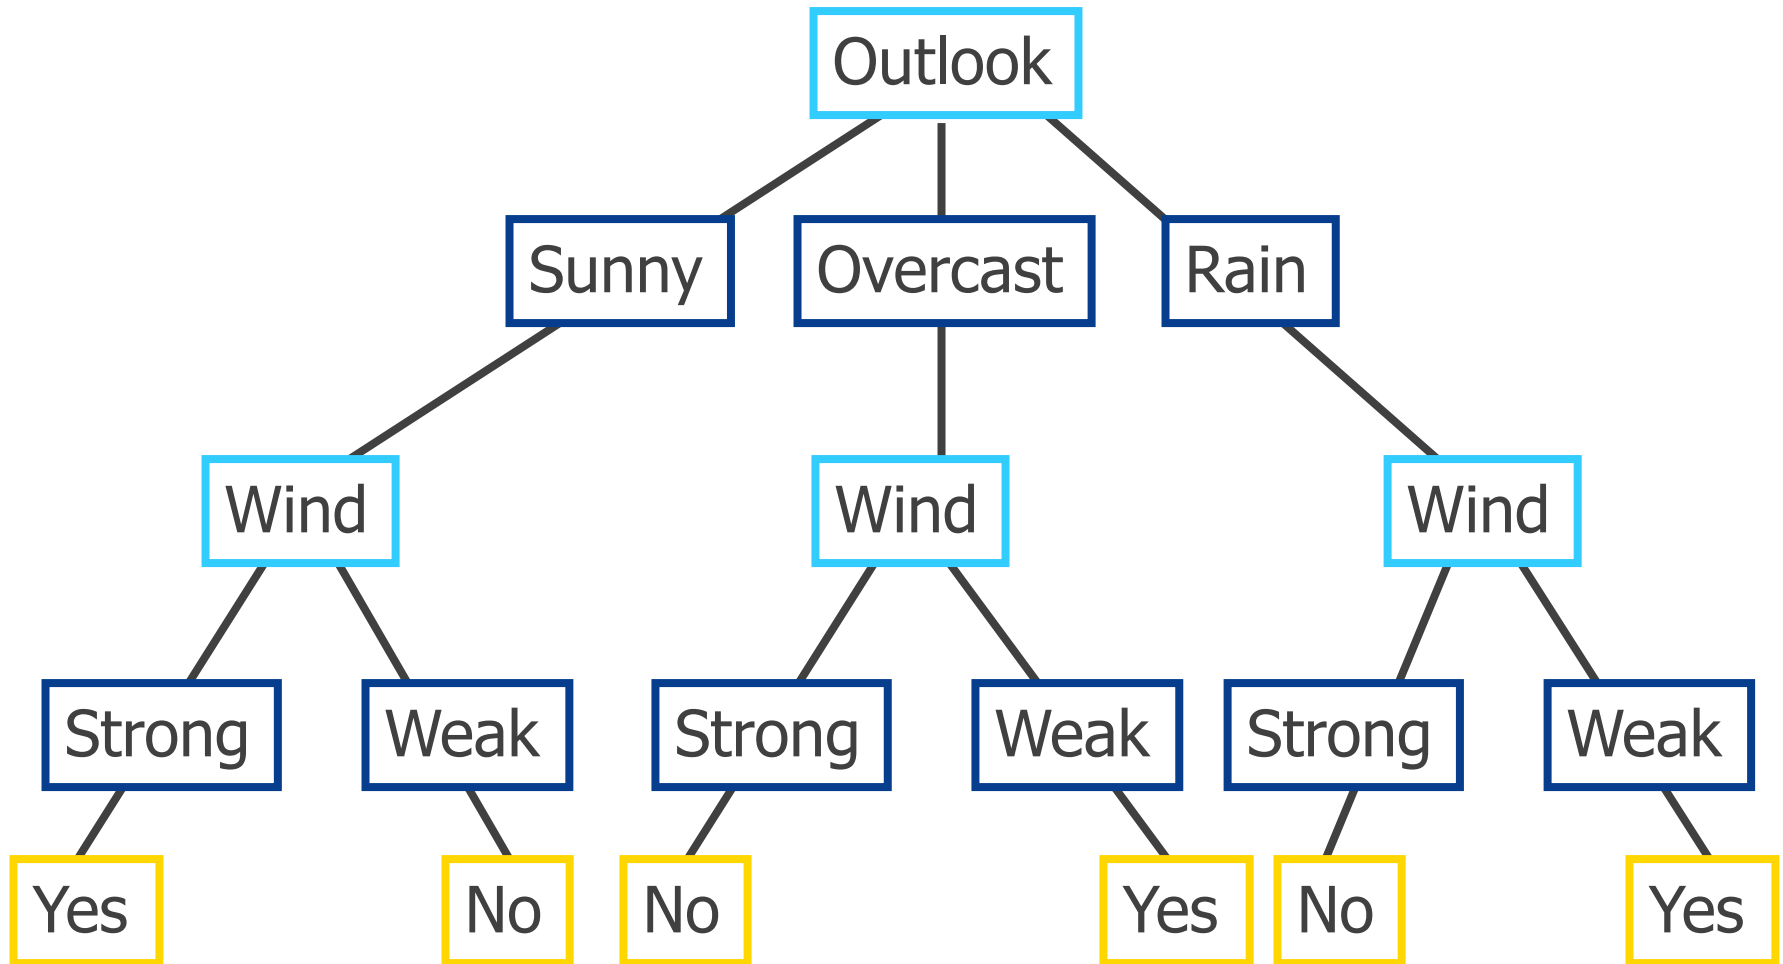 Outlook
Sunny Overcast Rain
Wind Wind Wind
Strong Weak Strong Weak Strong Weak
Yes No No Yes No Yes